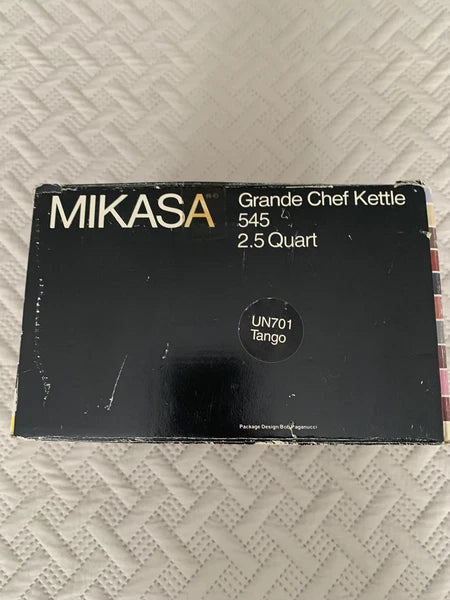 MIKASA
Grande Chef Kettle
545
2.5 Quart
UN701
Tango
Package Design Bob Paganucci